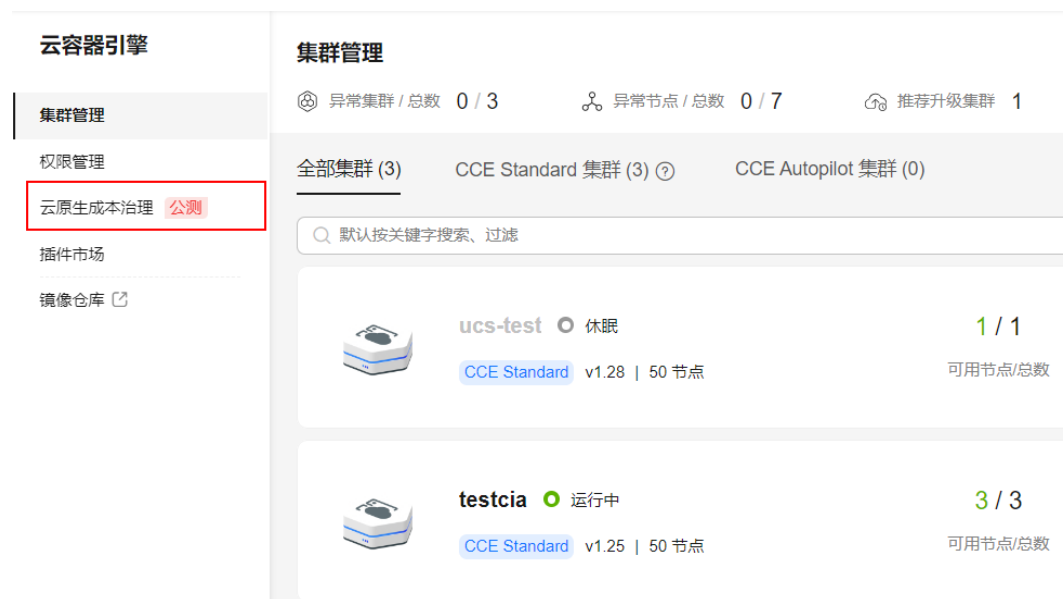 云容器引擎
集群管理
权限管理
云原生成本治理 公测
插件市场
镜像仓库
集群管理
异常集群 / 总数 0 / 3 异常节点 / 总数 0 / 7 推荐升级集群 1
全部集群 (3) CCE Standard 集群 (3) CCE Autopilot 集群 (0)
默认按关键字搜索、过滤
ucs-test 休眠 1 / 1
CCE Standard v1.28 | 50 节点 可用节点/总数
testcia 运行中 3 / 3
CCE Standard v1.25 | 50 节点 可用节点/总数